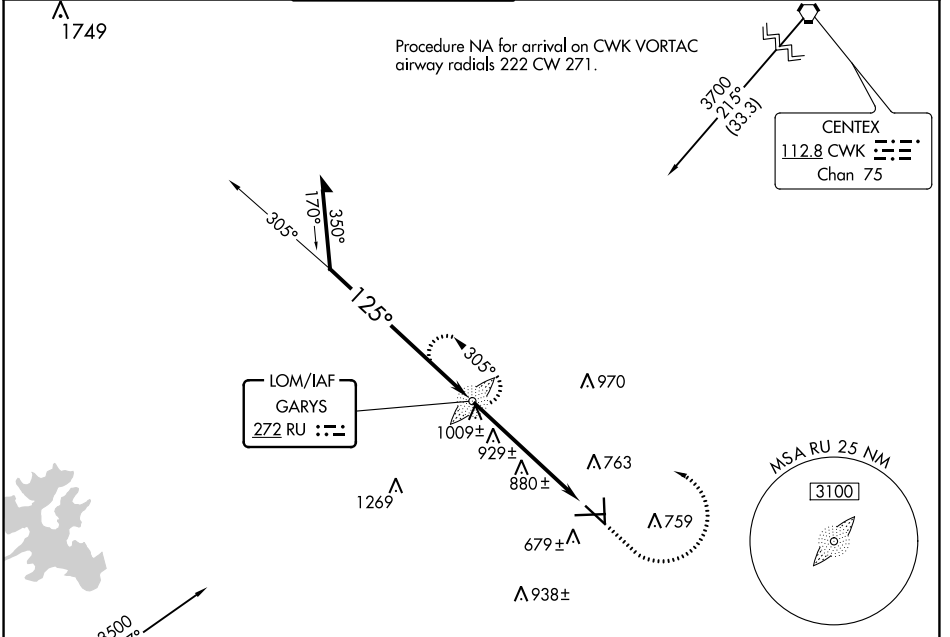 1749
Procedure NA for arrival on CWK VORTAC
airway radials 222 CW 271.
3700
215°
(33.3)
CENTEX
112.8 CWK
Chan 75
305°
170°
350°
125°
305°
LOM/IAF
GARYS
272 RU
970
1009±
929±
880±
763
1269
759
679±
938±
MSA RU 25 NM
3100
3500